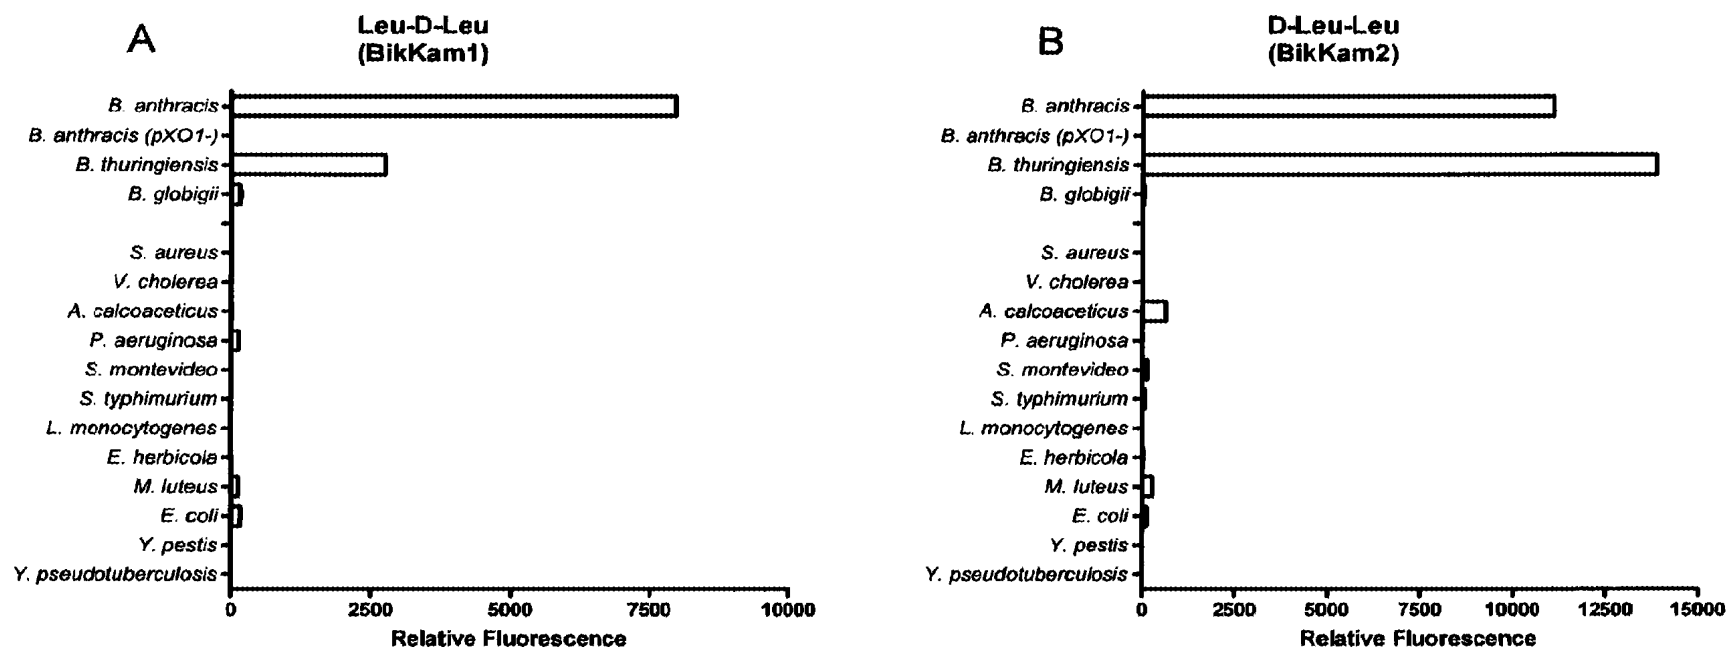 A
Leu-D-Leu
(BikKam1)
B. anthracis
B. anthracis (pXO1-)
B. thuringiensis
B. globigii
S. aureus
V. cholerea
A. calcoaceticus
P. aeruginosa
S. montevideo
S. typhimurium
L. monocytogenes
E. herbicola
M. luteus
E. coli
Y. pestis
Y. pseudotuberculosis
0 2500 5000 7500 10000
Relative Fluorescence
B
D-Leu-Leu
(BikKam2)
B. anthracis
B. anthracis (pXO1-)
B. thuringiensis
B. globigii
S. aureus
V. cholerea
A. calcoaceticus
P. aeruginosa
S. montevideo
S. typhimurium
L. monocytogenes
E. herbicola
M. luteus
E. coli
Y. pestis
Y. pseudotuberculosis
0 2500 5000 7500 10000 12500 15000
Relative Fluorescence